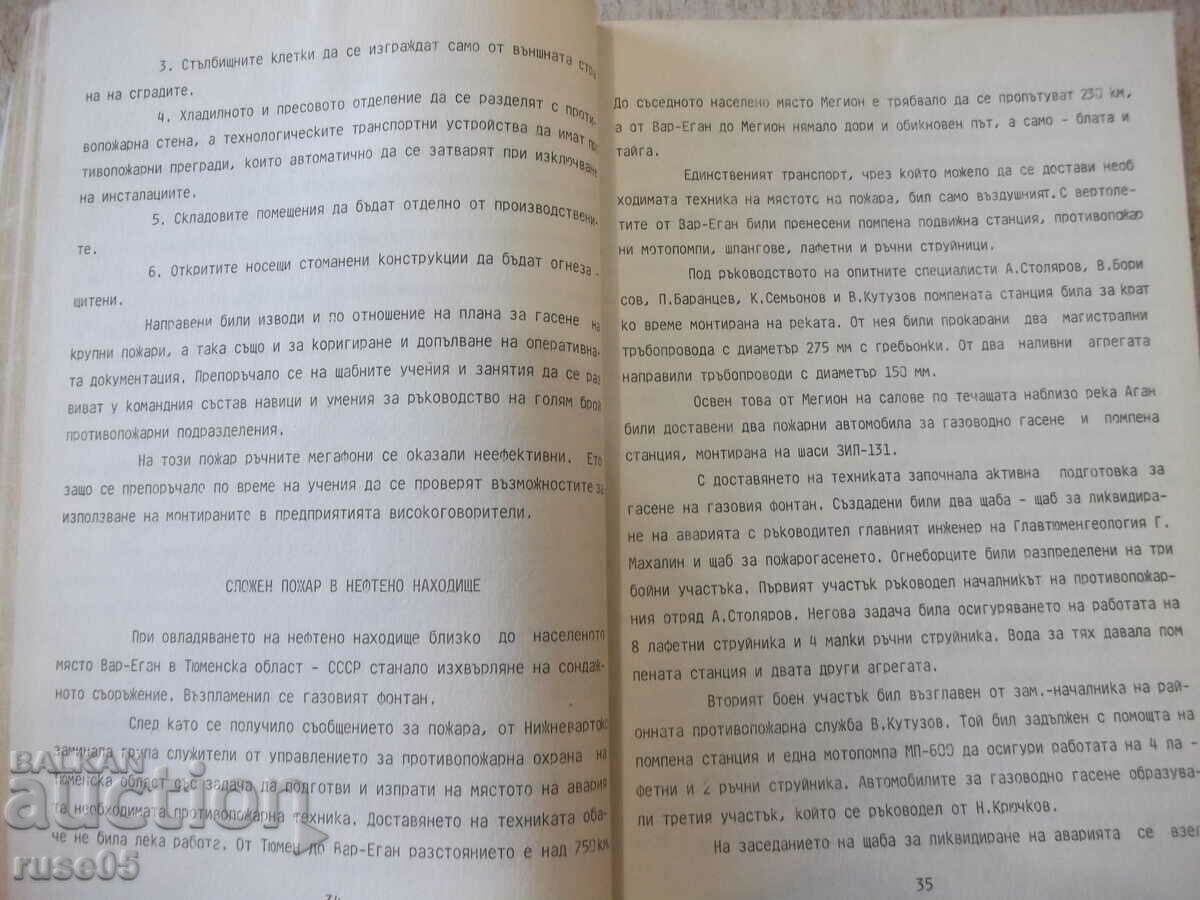 3. Стълбищните клетки да се изграждат само от външната стра
на на сградите.
4. Хладилното и пресовото отделение да се разделят с проти-
вопожарна стена, а технологическите транспортни устройства да имат пр
тивопожарни прегради, които автоматично да се затварят при изключване
на инсталациите.
5. Складовите помещения да бъдат отделно от производствени-
те.
6. Откритите носещи стоманени конструкции да бъдат огнеза -
щитени.
Направени били изводи и по отношение на плана за гасене на
крупни пожари, а така също и за коригиране и допълване на оперативна-
та документация. Препоръчало се на щабните учения и занятия да се раз
виват у командния състав навици и умения за ръководство на голям брой
противопожарни подразделения.
На този пожар ръчните мегафони се оказали неефективни. Ето
защо се препоръчало по време на учения да се проверят възможностите за
използване на монтираните в предприятията високоговорители.
СЛОЖЕН ПОЖАР В НЕФТЕНО НАХОДИЩЕ
При овладяването на нефтено находище близко до населеното
място Вар-Еган в Тюменска област - СССР станало изхвърляне на сондаж-
ното съоръжение. Възпламенил се газовият фонтан.
След като се получило съобщението за пожара, от Нижневартовс
заминала група служители от управлението за противопожарна охрана на
Тюменска област със задача да подготви и изпрати на мястото на авария
та необходимата противопожарна техника. Доставянето на техниката оба-
че не била лека работа. От Тюмен до Вар-Еган разстоянието е над 750 км
34
До съседното населено място Мегион е трябвало да се пропътуват 230 км,
а от Вар-Еган до Мегион нямало дори и обикновен път, а само - блата и
тайга.
Единственият транспорт, чрез който можело да се достави необ
ходимата техника на мястото на пожара, бил само въздушният. С вертоле-
тите от Вар-Еган били пренесени помпена подвижна станция, противопожар
ни мотопомпи, шлангове, лафетни и ръчни струйници.
Под ръководството на опитните специалисти А.Столяров, В.Бори
сов, П.Баранцев, К.Семьонов и В.Кутузов помпената станция била за крат
ко време монтирана на реката. От нея били прокарани два магистрални
тръбопровода с диаметър 275 мм с гребьонки. От два наливни агрегата
направили тръбопроводи с диаметър 150 мм.
Освен това от Мегион на салове по течащата наблизо река Аган
били доставени два пожарни автомобила за газоводно гасене и помпена
станция, монтирана на шаси ЗИЛ-131.
С доставянето на техниката започнала активна подготовка за
гасене на газовия фонтан. Създадени били два щаба - щаб за ликвидира-
не на аварията с ръководител главният инженер на Главтюменгеология Г.
Махалин и щаб за пожарогасенето. Огнеборците били разпределени на три
бойни участъка. Първият участък ръководел началникът на противопожар-
ния отряд А.Столяров. Негова задача била осигуряването на работата на
8 лафетни струйника и 4 малки ръчни струйника. Вода за тях давала пом
пената станция и двата други агрегата.
Вторият боен участък бил възглавен от зам.-началника на рай-
онната противопожарна служба В.Кутузов. Той бил задължен с помощта на
помпена станция и една мотопомпа МП-600 да осигури работата на 4 ла -
фетни и 2 ръчни струйника. Автомобилите за газоводно гасене образува-
ли третия участък, който се ръководел от Н.Крючков.
На заседанието на щаба за ликвидиране на аварията се взе
35
BALKAN
auction
ruse05